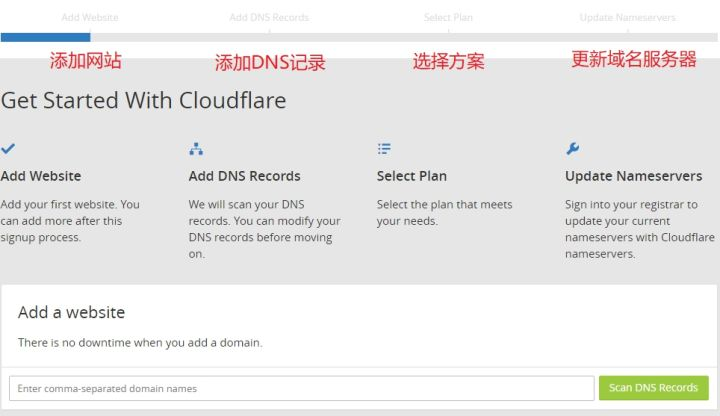 Add Website
Add DNS Records
Select Plan
Update Nameservers
添加网站
添加DNS记录
选择方案
更新域名服务器
Get Started With Cloudflare
Add Website
Add your first website. You
can add more after this
signup process.
Add DNS Records
We will scan your DNS
records. You can modify your
DNS records before moving
on.
Select Plan
Select the plan that meets
your needs.
Update Nameservers
Sign into your registrar to
update your current
nameservers with Cloudflare
nameservers.
Add a website
There is no downtime when you add a domain.
Enter comma-separated domain names
Scan DNS Records